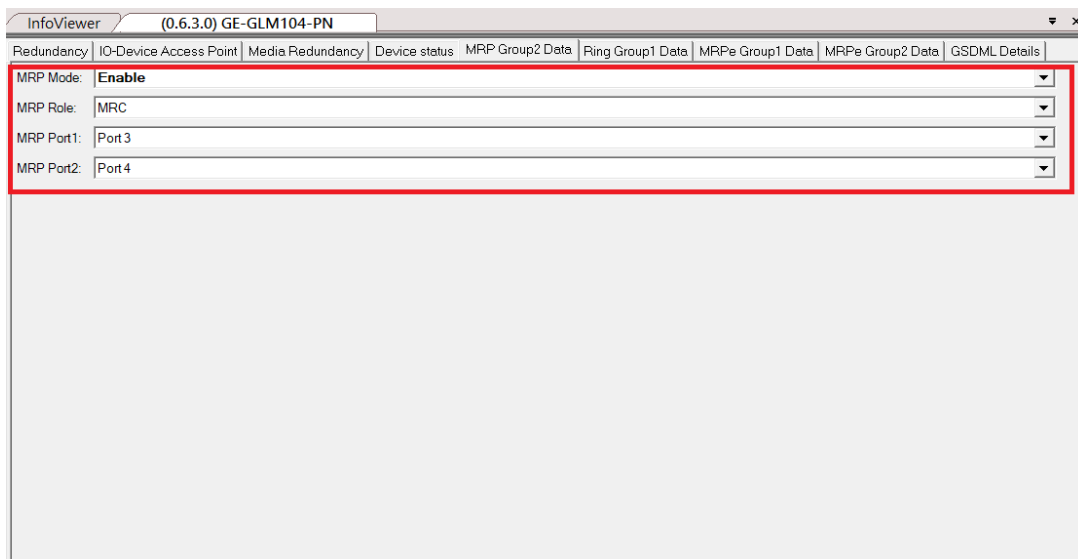 InfoViewer (0.6.3.0) GE-GLM104-PN
Redundancy IO-Device Access Point Media Redundancy Device status MRP Group2 Data Ring Group1 Data MRPe Group1 Data MRPe Group2 Data GSDML Details
MRP Mode: Enable
MRP Role: MRC
MRP Port1: Port 3
MRP Port2: Port 4